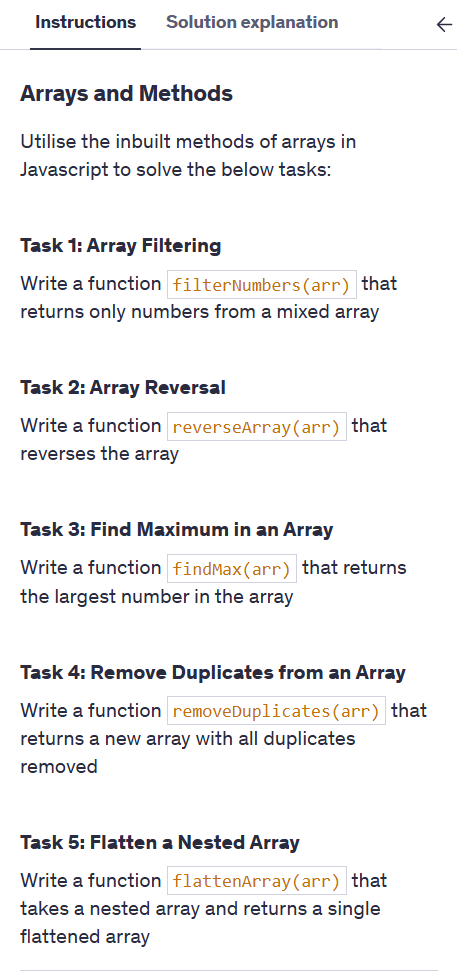 Instructions Solution explanation
Arrays and Methods
Utilise the inbuilt methods of arrays in
Javascript to solve the below tasks:
Task 1: Array Filtering
Write a function filterNumbers(arr) that
returns only numbers from a mixed array
Task 2: Array Reversal
Write a function reverseArray(arr) that
reverses the array
Task 3: Find Maximum in an Array
Write a function findMax(arr) that returns
the largest number in the array
Task 4: Remove Duplicates from an Array
Write a function removeDuplicates(arr) that
returns a new array with all duplicates
removed
Task 5: Flatten a Nested Array
Write a function flattenArray(arr) that
takes a nested array and returns a single
flattened array